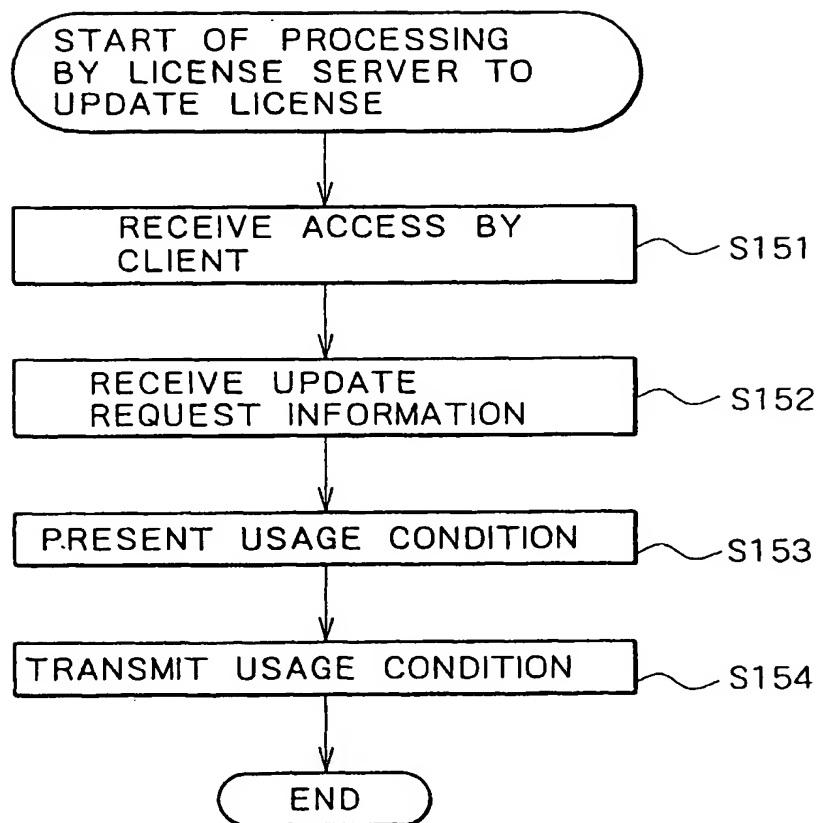 START OF PROCESSING
BY LICENSE SERVER TO
UPDATE LICENSE
RECEIVE ACCESS BY
CLIENT
S151
RECEIVE UPDATE
REQUEST INFORMATION
S152
PRESENT USAGE CONDITION
S153
TRANSMIT USAGE CONDITION
S154
END